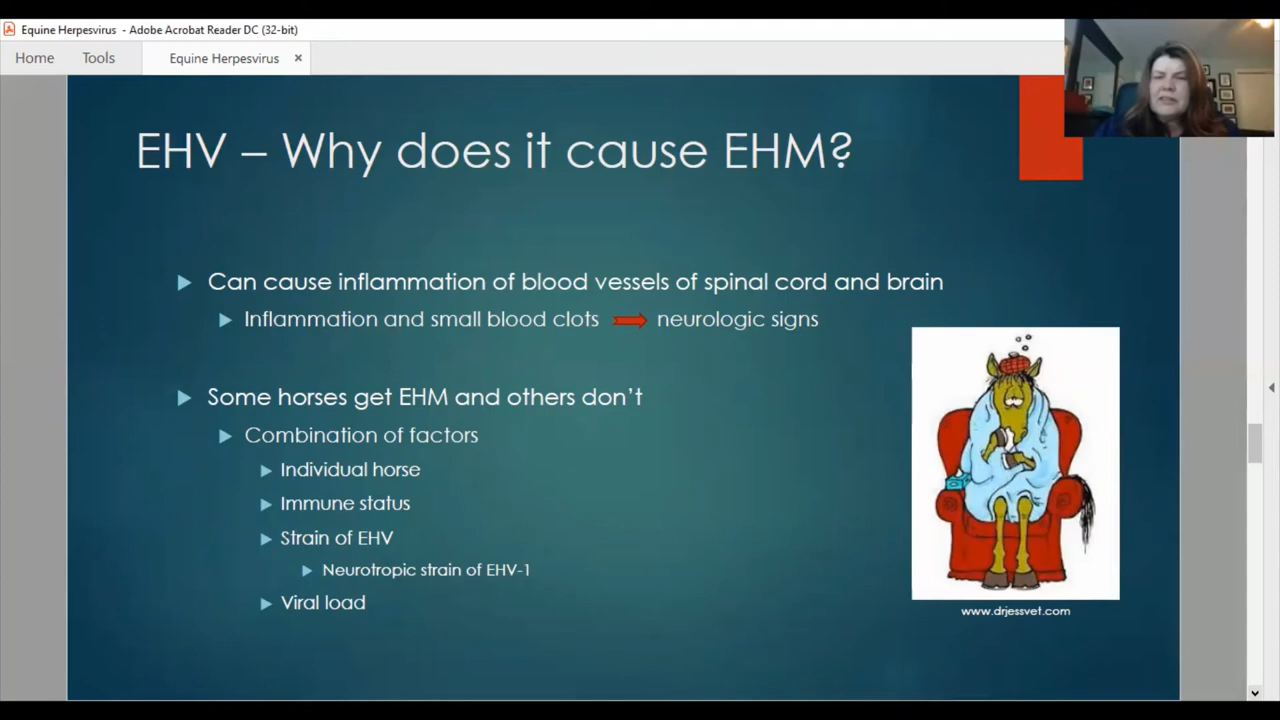 Equine Herpesvirus - Adobe Acrobat Reader DC (32-bit)
Home Tools Equine Herpesvirus ×
EHV – Why does it cause EHM?
Can cause inflammation of blood vessels of spinal cord and brain
Inflammation and small blood clots neurologic signs
Some horses get EHM and others don't
Combination of factors
Individual horse
Immune status
Strain of EHV
Neurotropic strain of EHV-1
Viral load
www.drjessvet.com